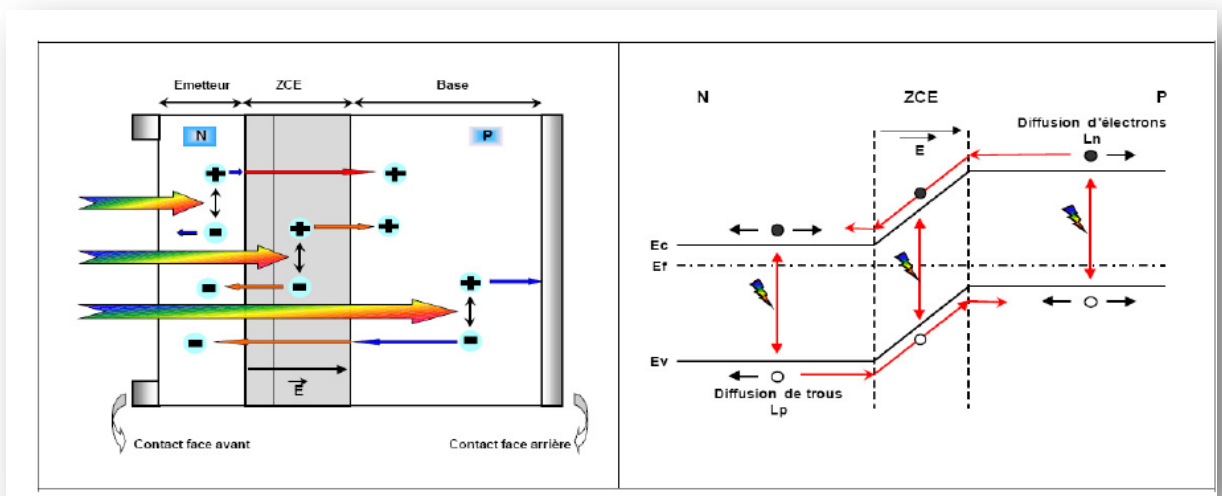 Emetteur ZCE Base
N P
E
Contact face avant Contact face arrière
N ZCE P
Diffusion d'électrons
Ln
E
Ec
Ef
Ev
Diffusion de trous
Lp